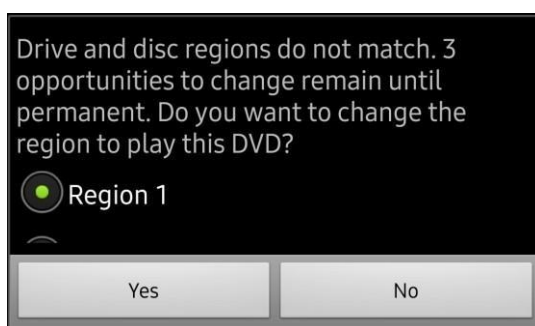 Drive and disc regions do not match. 3
opportunities to change remain until
permanent. Do you want to change the
region to play this DVD?
Region 1
Yes
No